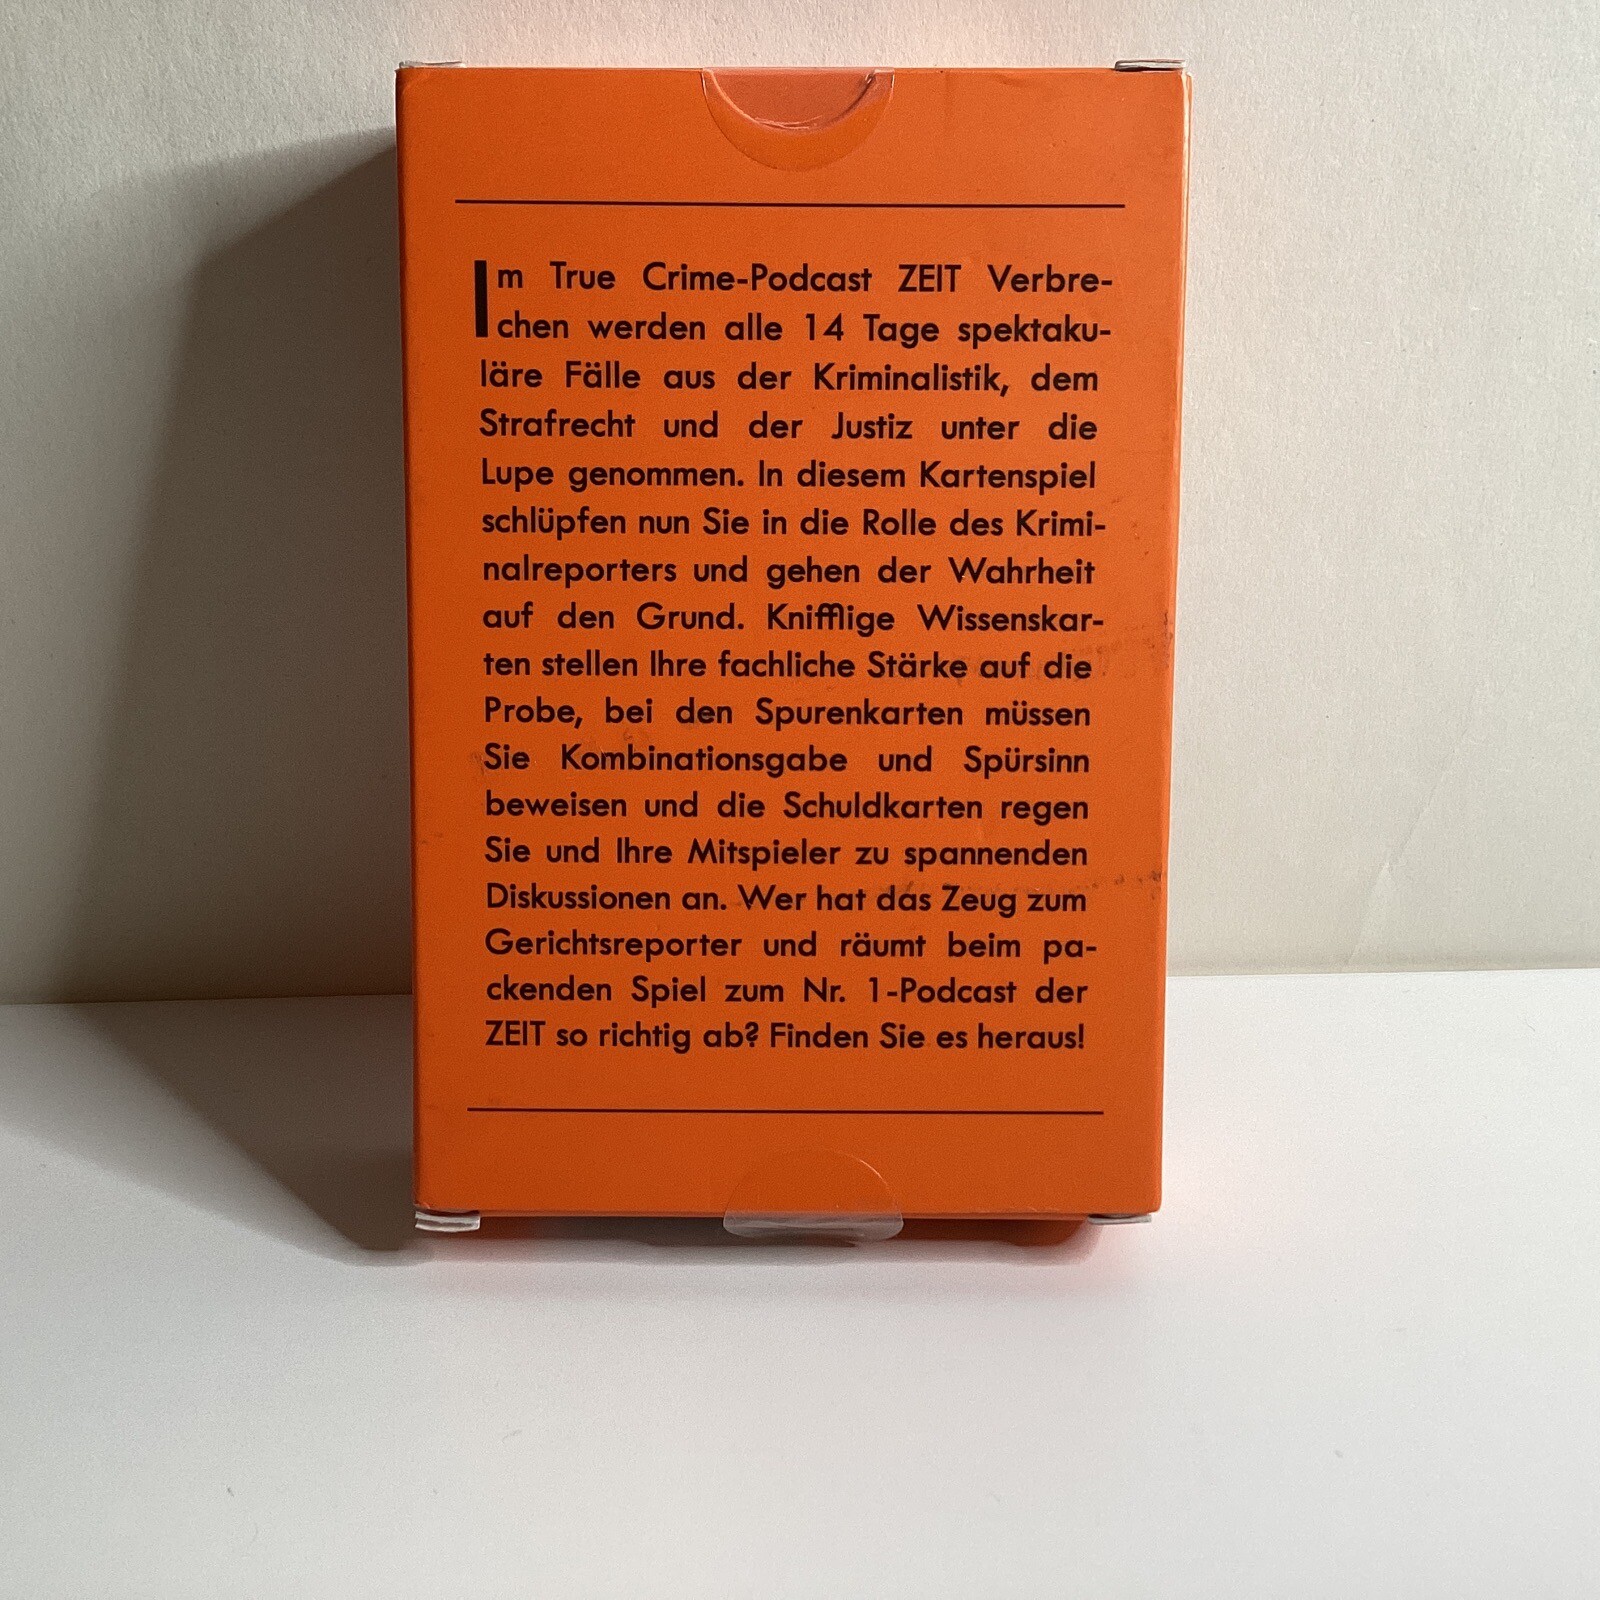 Im True Crime-Podcast ZEIT Verbre-
chen werden alle 14 Tage spektaku-
läre Fälle aus der Kriminalistik, dem
Strafrecht und der Justiz unter die
Lupe genommen. In diesem Kartenspiel
schlüpfen nun Sie in die Rolle des Krimi-
nalreporters und gehen der Wahrheit
auf den Grund. Knifflige Wissenskar-
ten stellen Ihre fachliche Stärke auf die
Probe, bei den Spurenkarten müssen
Sie Kombinationsgabe und Spürsinn
beweisen und die Schuldkarten regen
Sie und Ihre Mitspieler zu spannenden
Diskussionen an. Wer hat das Zeug zum
Gerichtsreporter und räumt beim pa-
ckenden Spiel zum Nr. 1-Podcast der
ZEIT so richtig ab? Finden Sie es heraus!